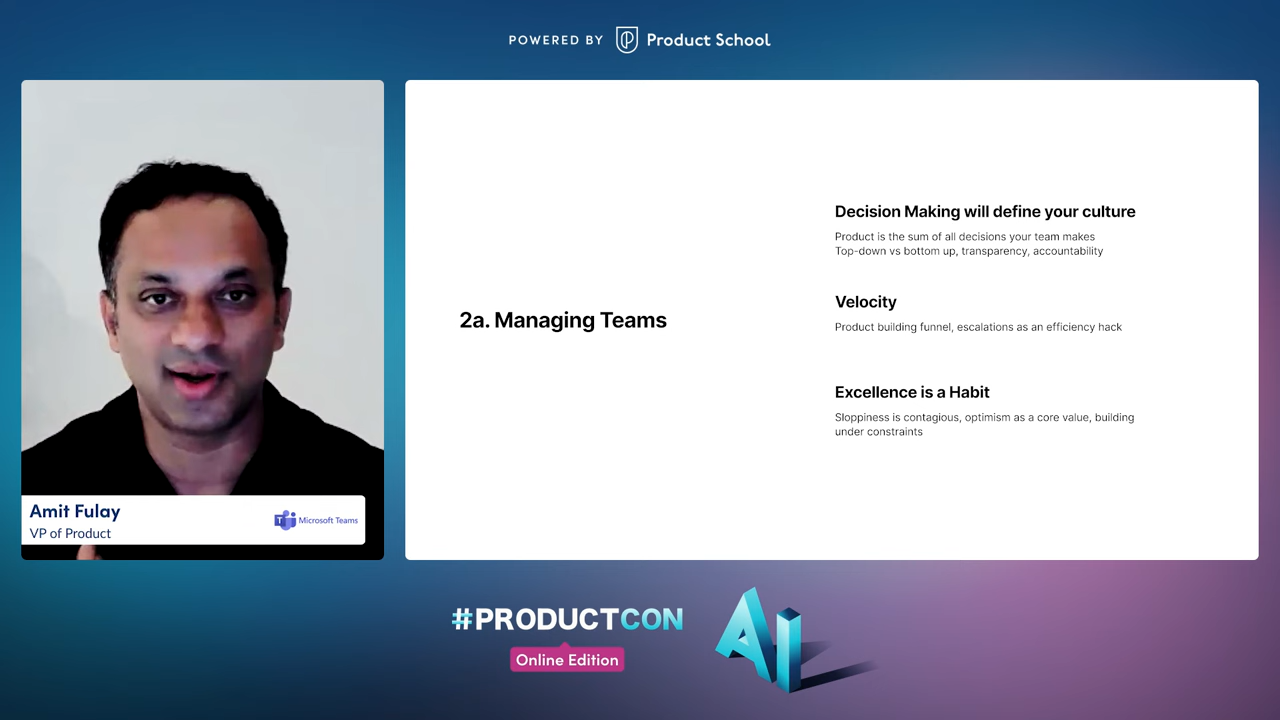 POWERED BY Product School
Amit Fulay
VP of Product
Microsoft Teams
2a. Managing Teams
Decision Making will define your culture
Product is the sum of all decisions your team makes
Top-down vs bottom up, transparency, accountability
Velocity
Product building funnel, escalations as an efficiency hack
Excellence is a Habit
Sloppiness is contagious, optimism as a core value, building
under constraints
#PRODUCTCON
Online Edition
AI